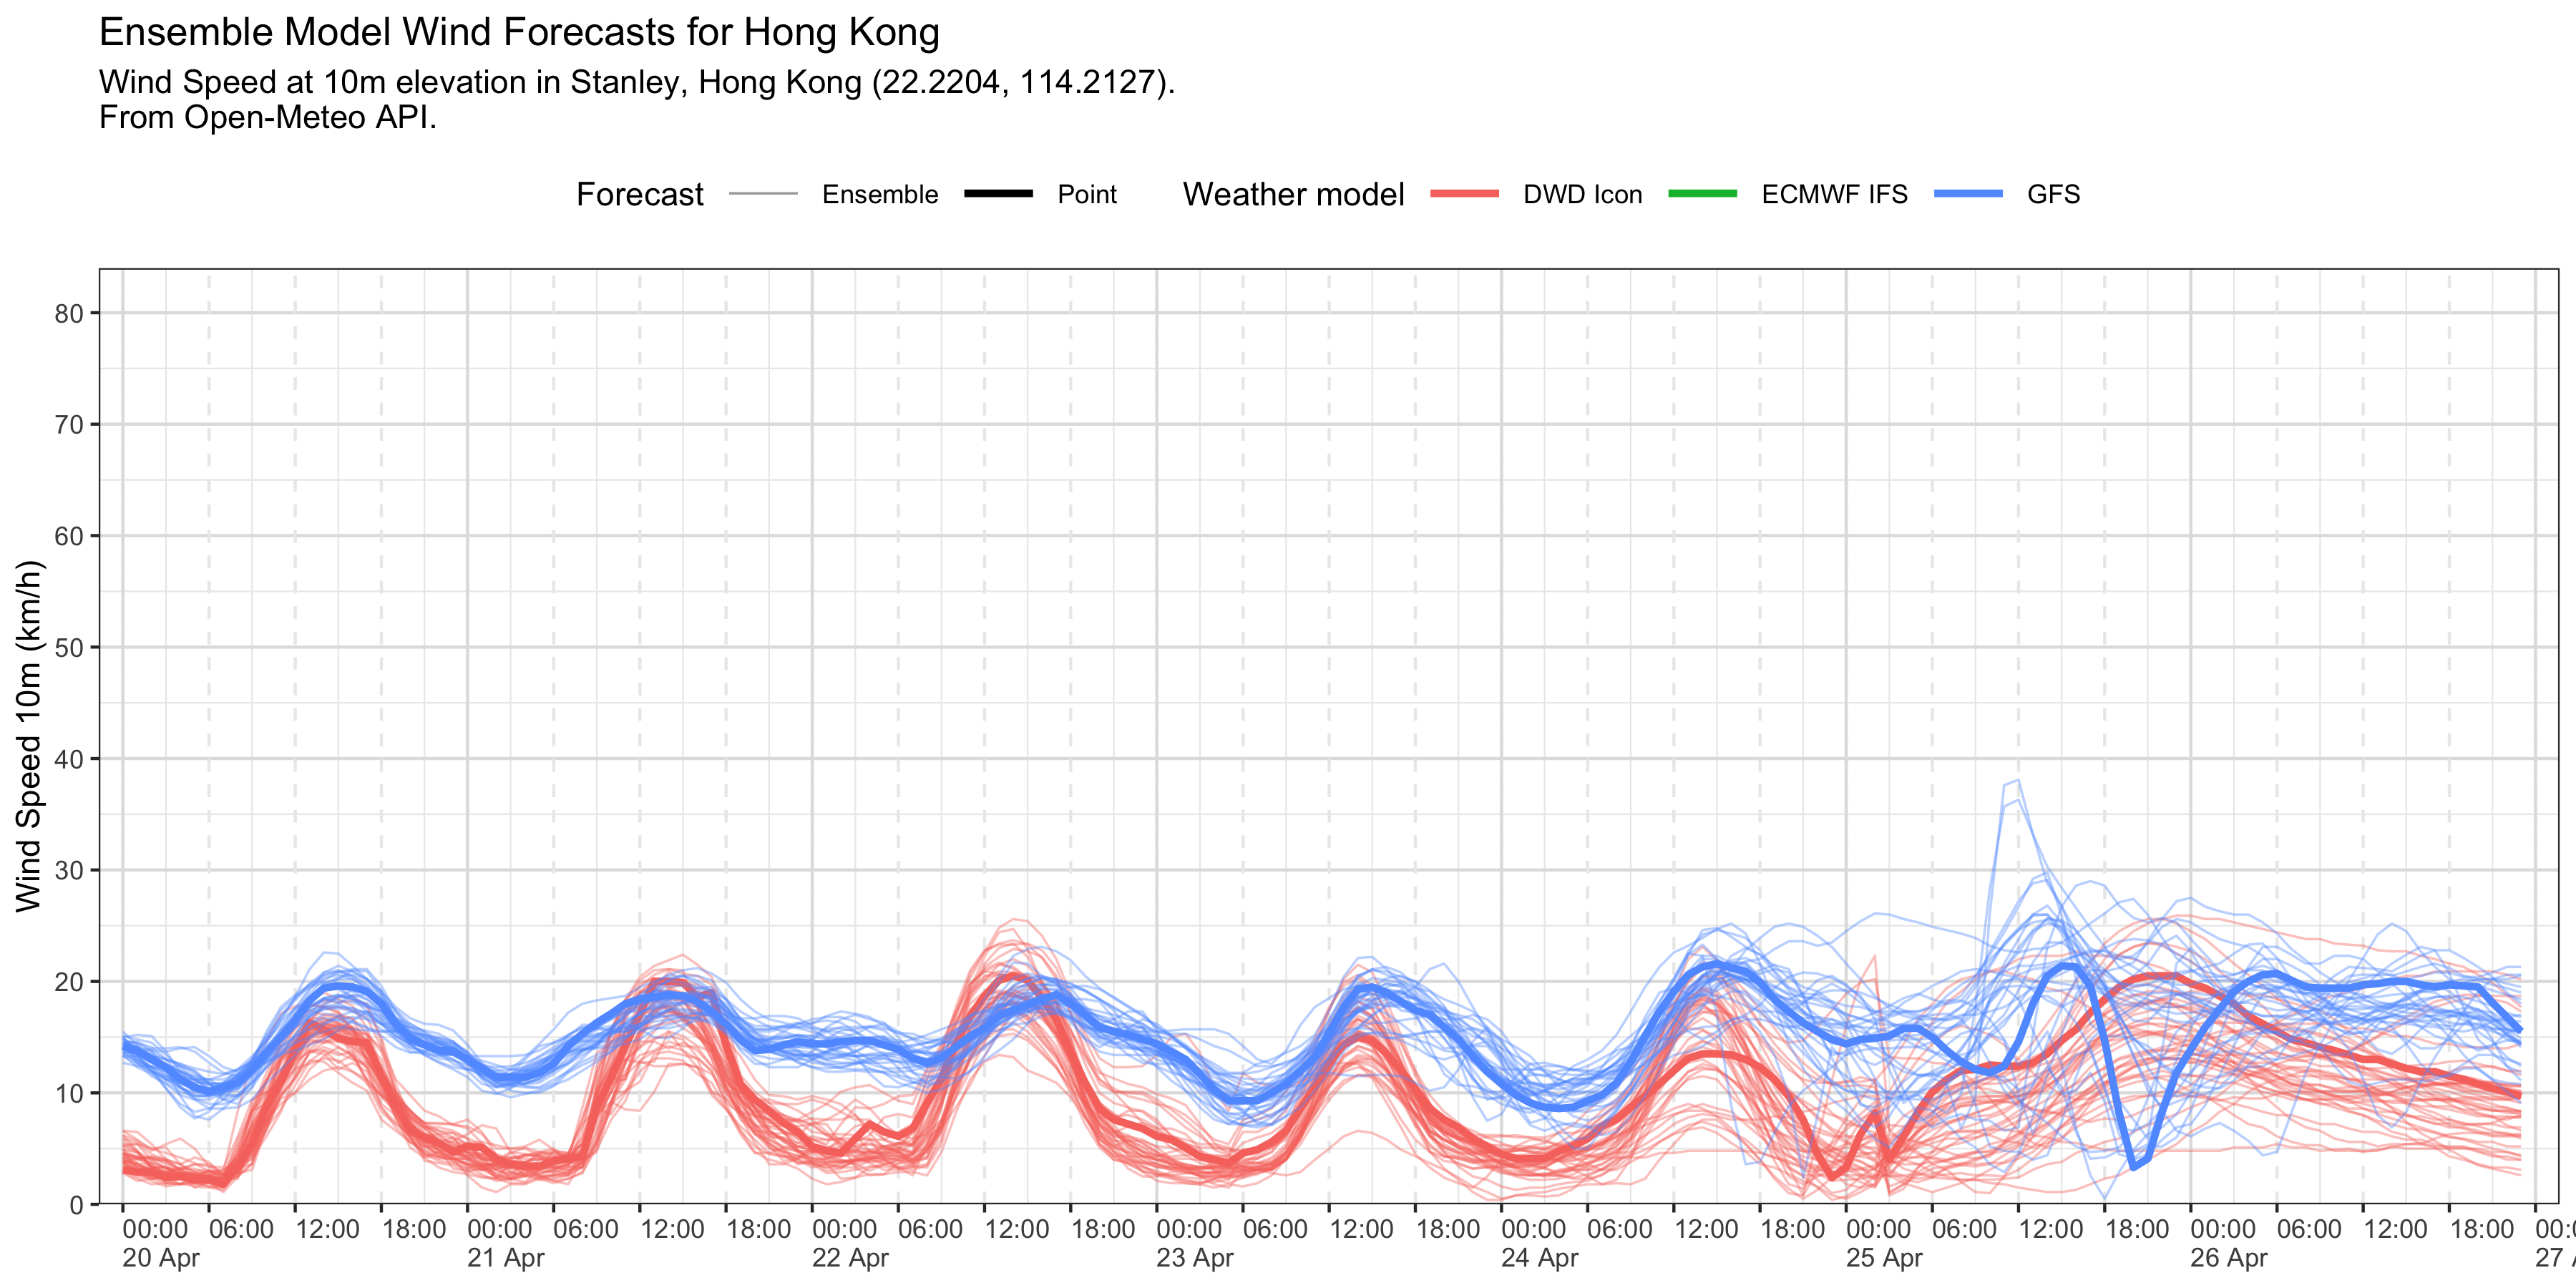 Ensemble Model Wind Forecasts for Hong Kong
Wind Speed at 10m elevation in Stanley, Hong Kong (22.2204, 114.2127).
From Open-Meteo API.
Forecast Ensemble Point Weather model DWD Icon ECMWF IFS GFS
Wind Speed 10m (km/h)
80
70
60
50
40
30
20
10
0
00:00 06:00 12:00 18:00 00:00 06:00 12:00 18:00 00:00 06:00 12:00 18:00 00:00 06:00 12:00 18:00 00:00 06:00 12:00 18:00 00:00 06:00 12:00 18:00 00:00 06:00 12:00 18:00
20 Apr 21 Apr 22 Apr 23 Apr 24 Apr 25 Apr 26 Apr 27